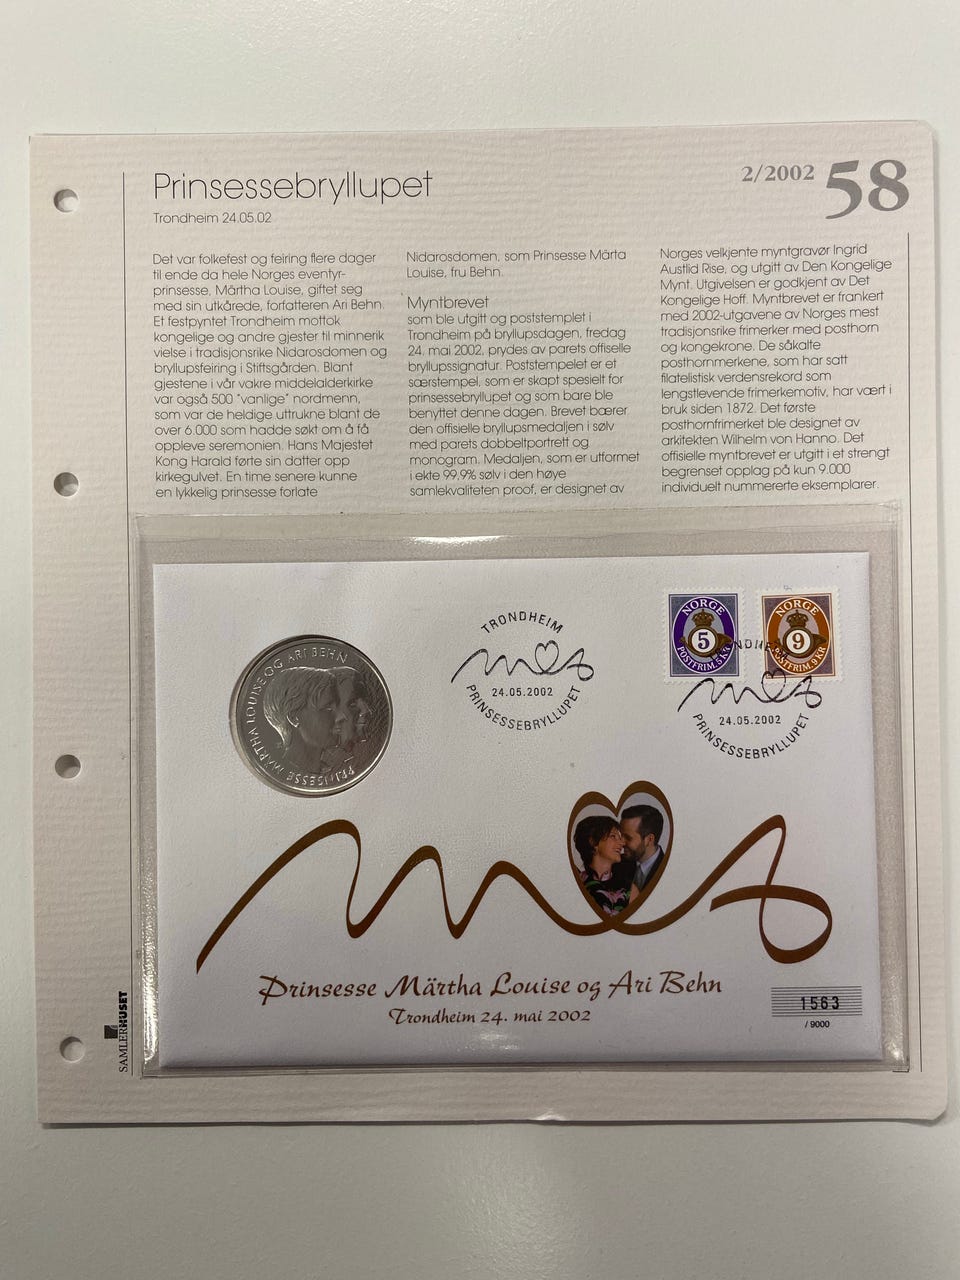 Prinsessebryllupet
Trondheim 24.05.02
2/2002 58
Det var folkefest og feiring flere dager
til ende da hele Norges eventyr-
prinsesse, Märtha Louise, giftet seg
med sin utkårede, forfatteren Ari Behn.
Et festpyntet Trondheim mottok
kongelige og andre gjester til minnerik
vielse i tradisjonsrike Nidarosdomen og
bryllupsfeiring i Stiftsgården. Blant
gjestene i vår vakre middelalderkirke
var også 500 "vanlige" nordmenn,
som var de heldige uttrukne blant de
over 6.000 som hadde søkt om å få
oppleve seremonien. Hans Majestet
Kong Harald førte sin datter opp
kirkegulvet. En time senere kunne
en lykkelig prinsesse forlate
Nidarosdomen, som Prinsesse Märta
Louise, fru Behn.
Myntbrevet
som ble utgitt og poststemplet i
Trondheim på bryllupsdagen, fredag
24. mai 2002, prydes av parets offiselle
bryllupssignatur. Poststempelet er et
særstempel, som er skapt spesielt for
prinsessebryllupet og som bare ble
benyttet denne dagen. Brevet bærer
den offisielle bryllupsmedaljen i sølv
med parets dobbeltportrett og
monogram. Medaljen, som er utformet
i ekte 99.9% sølv i den høye
samlekvaliteten proof, er designet av
Norges velkjente myntgravør Ingrid
Austlid Rise, og utgitt av Den Kongelige
Mynt. Utgivelsen er godkjent av Det
Kongelige Hoff. Myntbrevet er frankert
med 2002-utgavene av Norges mest
tradisjonsrike frimerker med posthorn
og kongekrone. De såkalte
posthornmerkene, som har satt
filatelistisk verdensrekord som
lengstlevende frimerkemotiv, har vært i
bruk siden 1872. Det første
posthornfrimerket ble designet av
arkitekten Wilhelm von Hanno. Det
offisielle myntbrevet er utgitt i et strengt
begrenset opplag på kun 9.000
individuelt nummererte eksemplarer.
PRINSESSE MÄRTHA LOUISE OG ARI BEHN
TRONDHEIM
24.05.2002
PRINSESSEBRYLLUPET
NORGE
5
POSTFRIM. 5 KR
NORGE
9
POSTFRIM. 9 KR
TRONDHEIM
24.05.2002
PRINSESSEBRYLLUPET
Prinsesse Märtha Louise og Ari Behn
Trondheim 24. mai 2002
1563
/ 9000
SAMLERHUSET